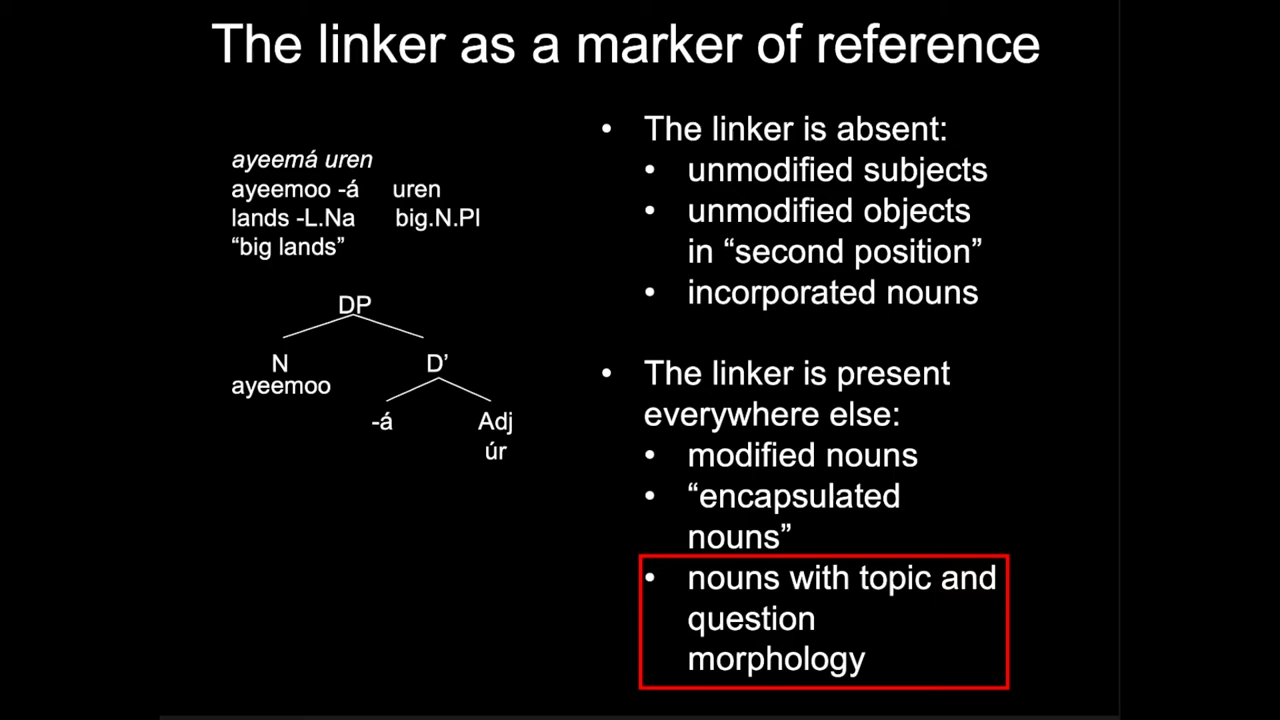 The linker as a marker of reference
ayeemá uren
ayeemoo -á uren
lands -L.Na big.N.Pl
“big lands”
DP
N D’
ayeemoo
-á Adj
úr
• The linker is absent:
• unmodified subjects
• unmodified objects
in “second position”
• incorporated nouns
• The linker is present
everywhere else:
• modified nouns
• “encapsulated
nouns”
• nouns with topic and
question
morphology